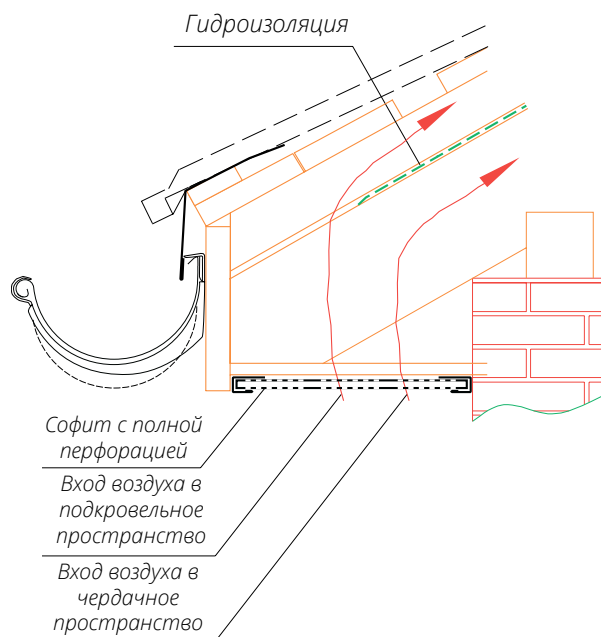 Гидроизоляция
Софит с полной
перфорацией
Вход воздуха в
подкровельное
пространство
Вход воздуха в
чердачное
пространство